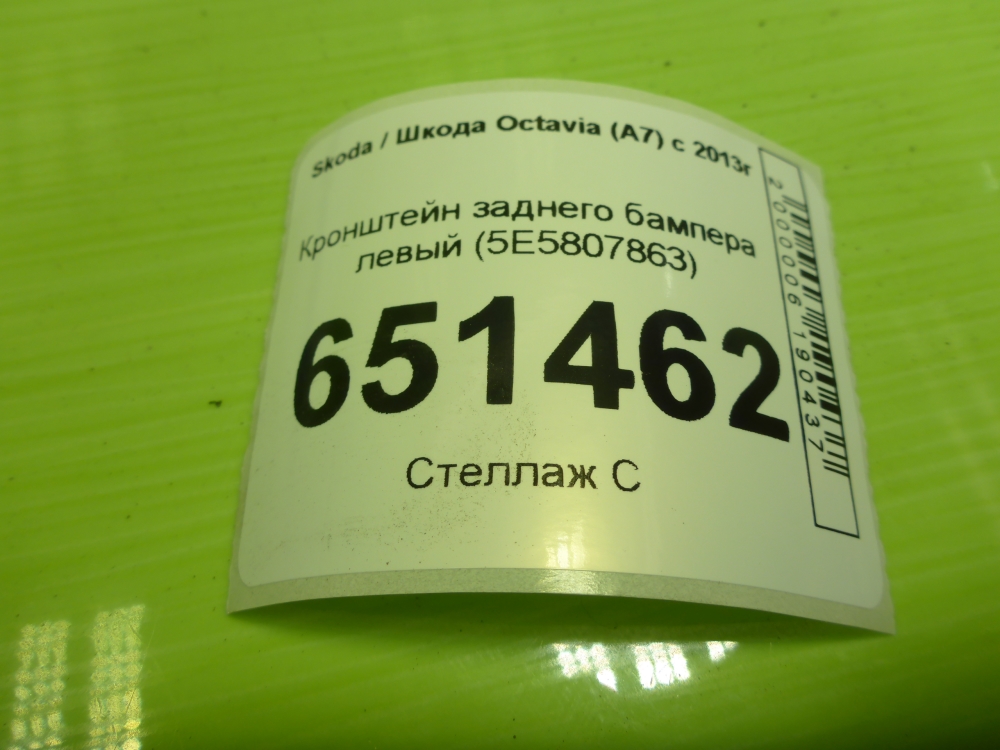 Skoda / Шкода Octavia (A7) с 2013г
Кронштейн заднего бампера
левый (5E5807863)
651462
Стеллаж С
2000006190437